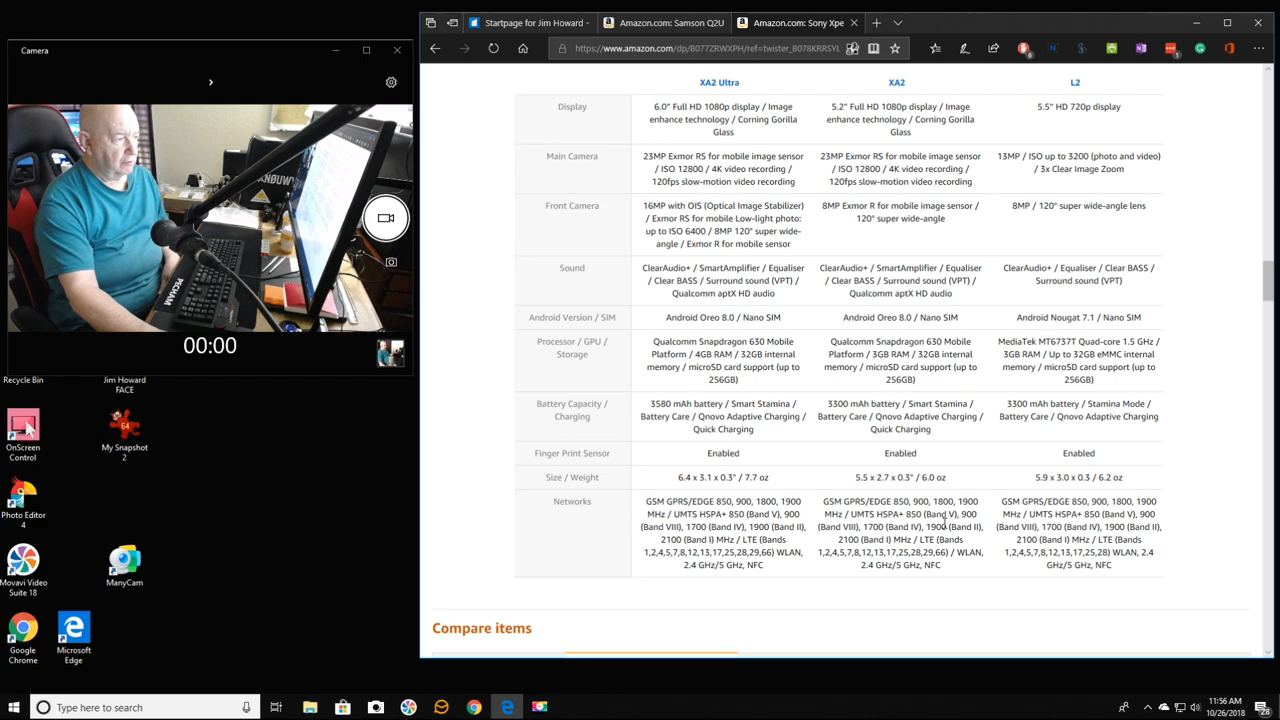 Camera
00:00
Recycle Bin
Jim Howard
FACE
OnScreen
Control
My Snapshot
2
64
Photo Editor
4
Movavi Video
Suite 18
ManyCam
Google
Chrome
Microsoft
Edge
PECHAM
Startpage for Jim Howard -
Amazon.com: Samson Q2U
Amazon.com: Sony Xpe
https://www.amazon.com/dp/B077ZRWXPH/ref=twister_B078KRRSYL
XA2 Ultra
XA2
L2
Display
6.0" Full HD 1080p display / Image
enhance technology / Corning Gorilla
Glass
5.2" Full HD 1080p display / Image
enhance technology / Corning Gorilla
Glass
5.5" HD 720p display
Main Camera
23MP Exmor RS for mobile image sensor
/ ISO 12800 / 4K video recording /
120fps slow-motion video recording
23MP Exmor RS for mobile image sensor
/ ISO 12800 / 4K video recording /
120fps slow-motion video recording
13MP / ISO up to 3200 (photo and video)
/ 3x Clear Image Zoom
Front Camera
16MP with OIS (Optical Image Stabilizer)
/ Exmor RS for mobile Low-light photo:
up to ISO 6400 / 8MP 120° super wide-
angle / Exmor R for mobile sensor
8MP Exmor R for mobile image sensor /
120° super wide-angle
8MP / 120° super wide-angle lens
Sound
ClearAudio+ / SmartAmplifier / Equaliser
/ Clear BASS / Surround sound (VPT) /
Qualcomm aptX HD audio
ClearAudio+ / SmartAmplifier / Equaliser
/ Clear BASS / Surround sound (VPT) /
Qualcomm aptX HD audio
ClearAudio+ / Equaliser / Clear BASS /
Surround sound (VPT)
Android Version / SIM
Android Oreo 8.0 / Nano SIM
Android Oreo 8.0 / Nano SIM
Android Nougat 7.1 / Nano SIM
Processor / GPU /
Storage
Qualcomm Snapdragon 630 Mobile
Platform / 4GB RAM / 32GB internal
memory / microSD card support (up to
256GB)
Qualcomm Snapdragon 630 Mobile
Platform / 3GB RAM / 32GB internal
memory / microSD card support (up to
256GB)
MediaTek MT6737T Quad-core 1.5 GHz /
3GB RAM / Up to 32GB eMMC internal
memory / microSD card support (up to
256GB)
Battery Capacity /
Charging
3580 mAh battery / Smart Stamina /
Battery Care / Qnovo Adaptive Charging /
Quick Charging
3300 mAh battery / Smart Stamina /
Battery Care / Qnovo Adaptive Charging /
Quick Charging
3300 mAh battery / Stamina Mode /
Battery Care / Qnovo Adaptive Charging
Finger Print Sensor
Enabled
Enabled
Enabled
Size / Weight
6.4 x 3.1 x 0.3" / 7.7 oz
5.5 x 2.7 x 0.3" / 6.0 oz
5.9 x 3.0 x 0.3 / 6.2 oz
Networks
GSM GPRS/EDGE 850, 900, 1800, 1900
MHz / UMTS HSPA+ 850 (Band V), 900
(Band VIII), 1700 (Band IV), 1900 (Band II),
2100 (Band I) MHz / LTE (Bands
1,2,4,5,7,8,12,13,17,25,28,29,66) WLAN,
2.4 GHz/5 GHz, NFC
GSM GPRS/EDGE 850, 900, 1800, 1900
MHz / UMTS HSPA+ 850 (Band V), 900
(Band VIII), 1700 (Band IV), 1900 (Band II),
2100 (Band I) MHz / LTE (Bands
1,2,4,5,7,8,12,13,17,25,28,29,66) / WLAN,
2.4 GHz/5 GHz, NFC
GSM GPRS/EDGE 850, 900, 1800, 1900
MHz / UMTS HSPA+ 850 (Band V), 900
(Band VIII), 1700 (Band IV), 1900 (Band II),
2100 (Band I) MHz / LTE (Bands
1,2,4,5,7,8,12,13,17,25,28) WLAN, 2.4
GHz/5 GHz, NFC
Compare items
Type here to search
11:56 AM
10/26/2018
28